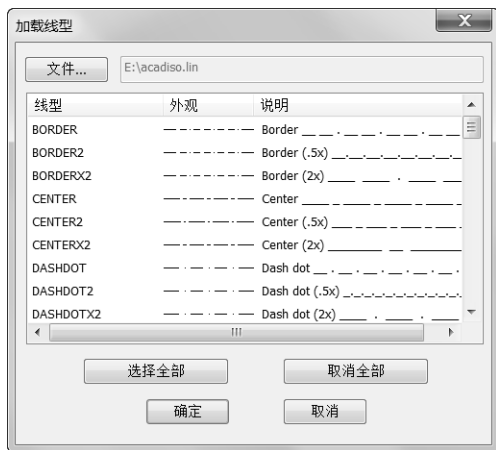 加载线型
文件... E:\acadiso.lin
线型 外观 说明
BORDER Border __ __ . __ __ . __ __ . __ __
BORDER2 Border (.5x) __.__.__.__.__.__.
BORDERX2 Border (2x) ____ ____ . ____
CENTER Center ____ _ ____ _ ____ _ ____
CENTER2 Center (.5x) ___ _ ___ _ ___ _ ___
CENTERX2 Center (2x) ________ __ ________
DASHDOT Dash dot __ . __ . __ . __ . __ .
DASHDOT2 Dash dot (.5x) _._._._._._._._._.
DASHDOTX2 Dash dot (2x) ____ . ____ . ____
选择全部 取消全部
确定 取消